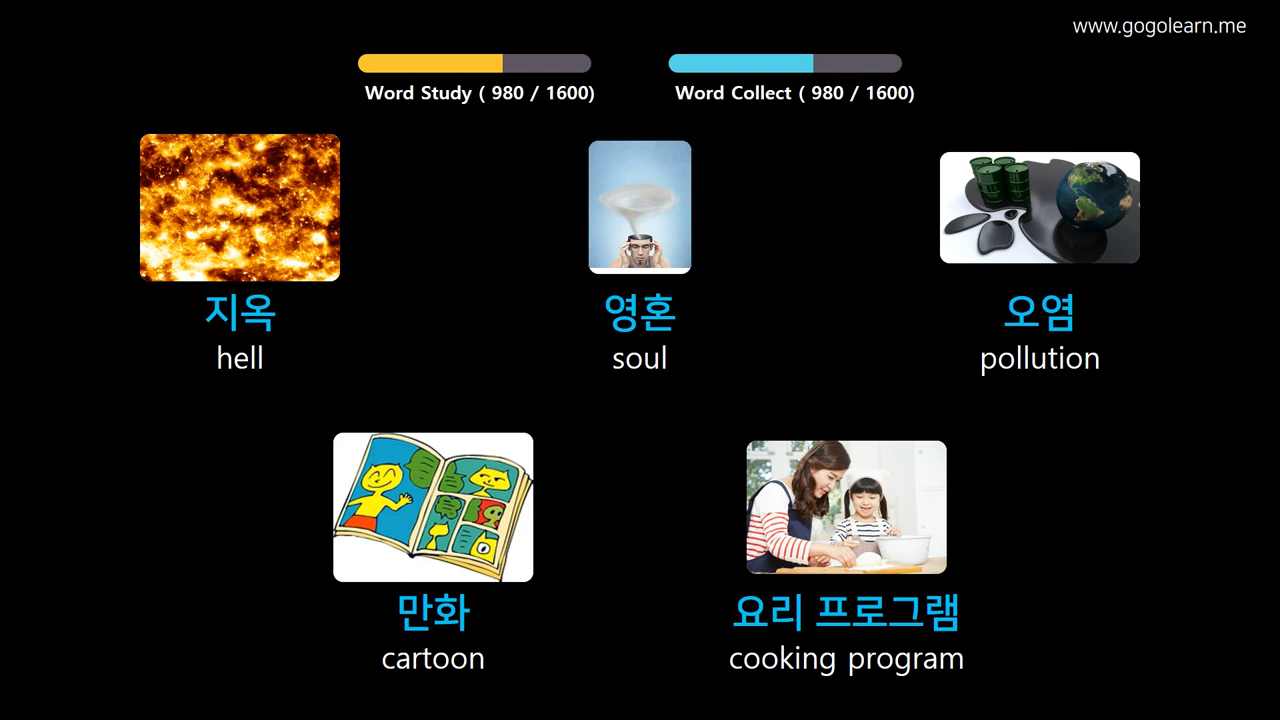 www.gogolearn.me
Word Study ( 980 / 1600)
Word Collect ( 980 / 1600)
지옥
hell
영혼
soul
오염
pollution
만화
cartoon
요리 프로그램
cooking program